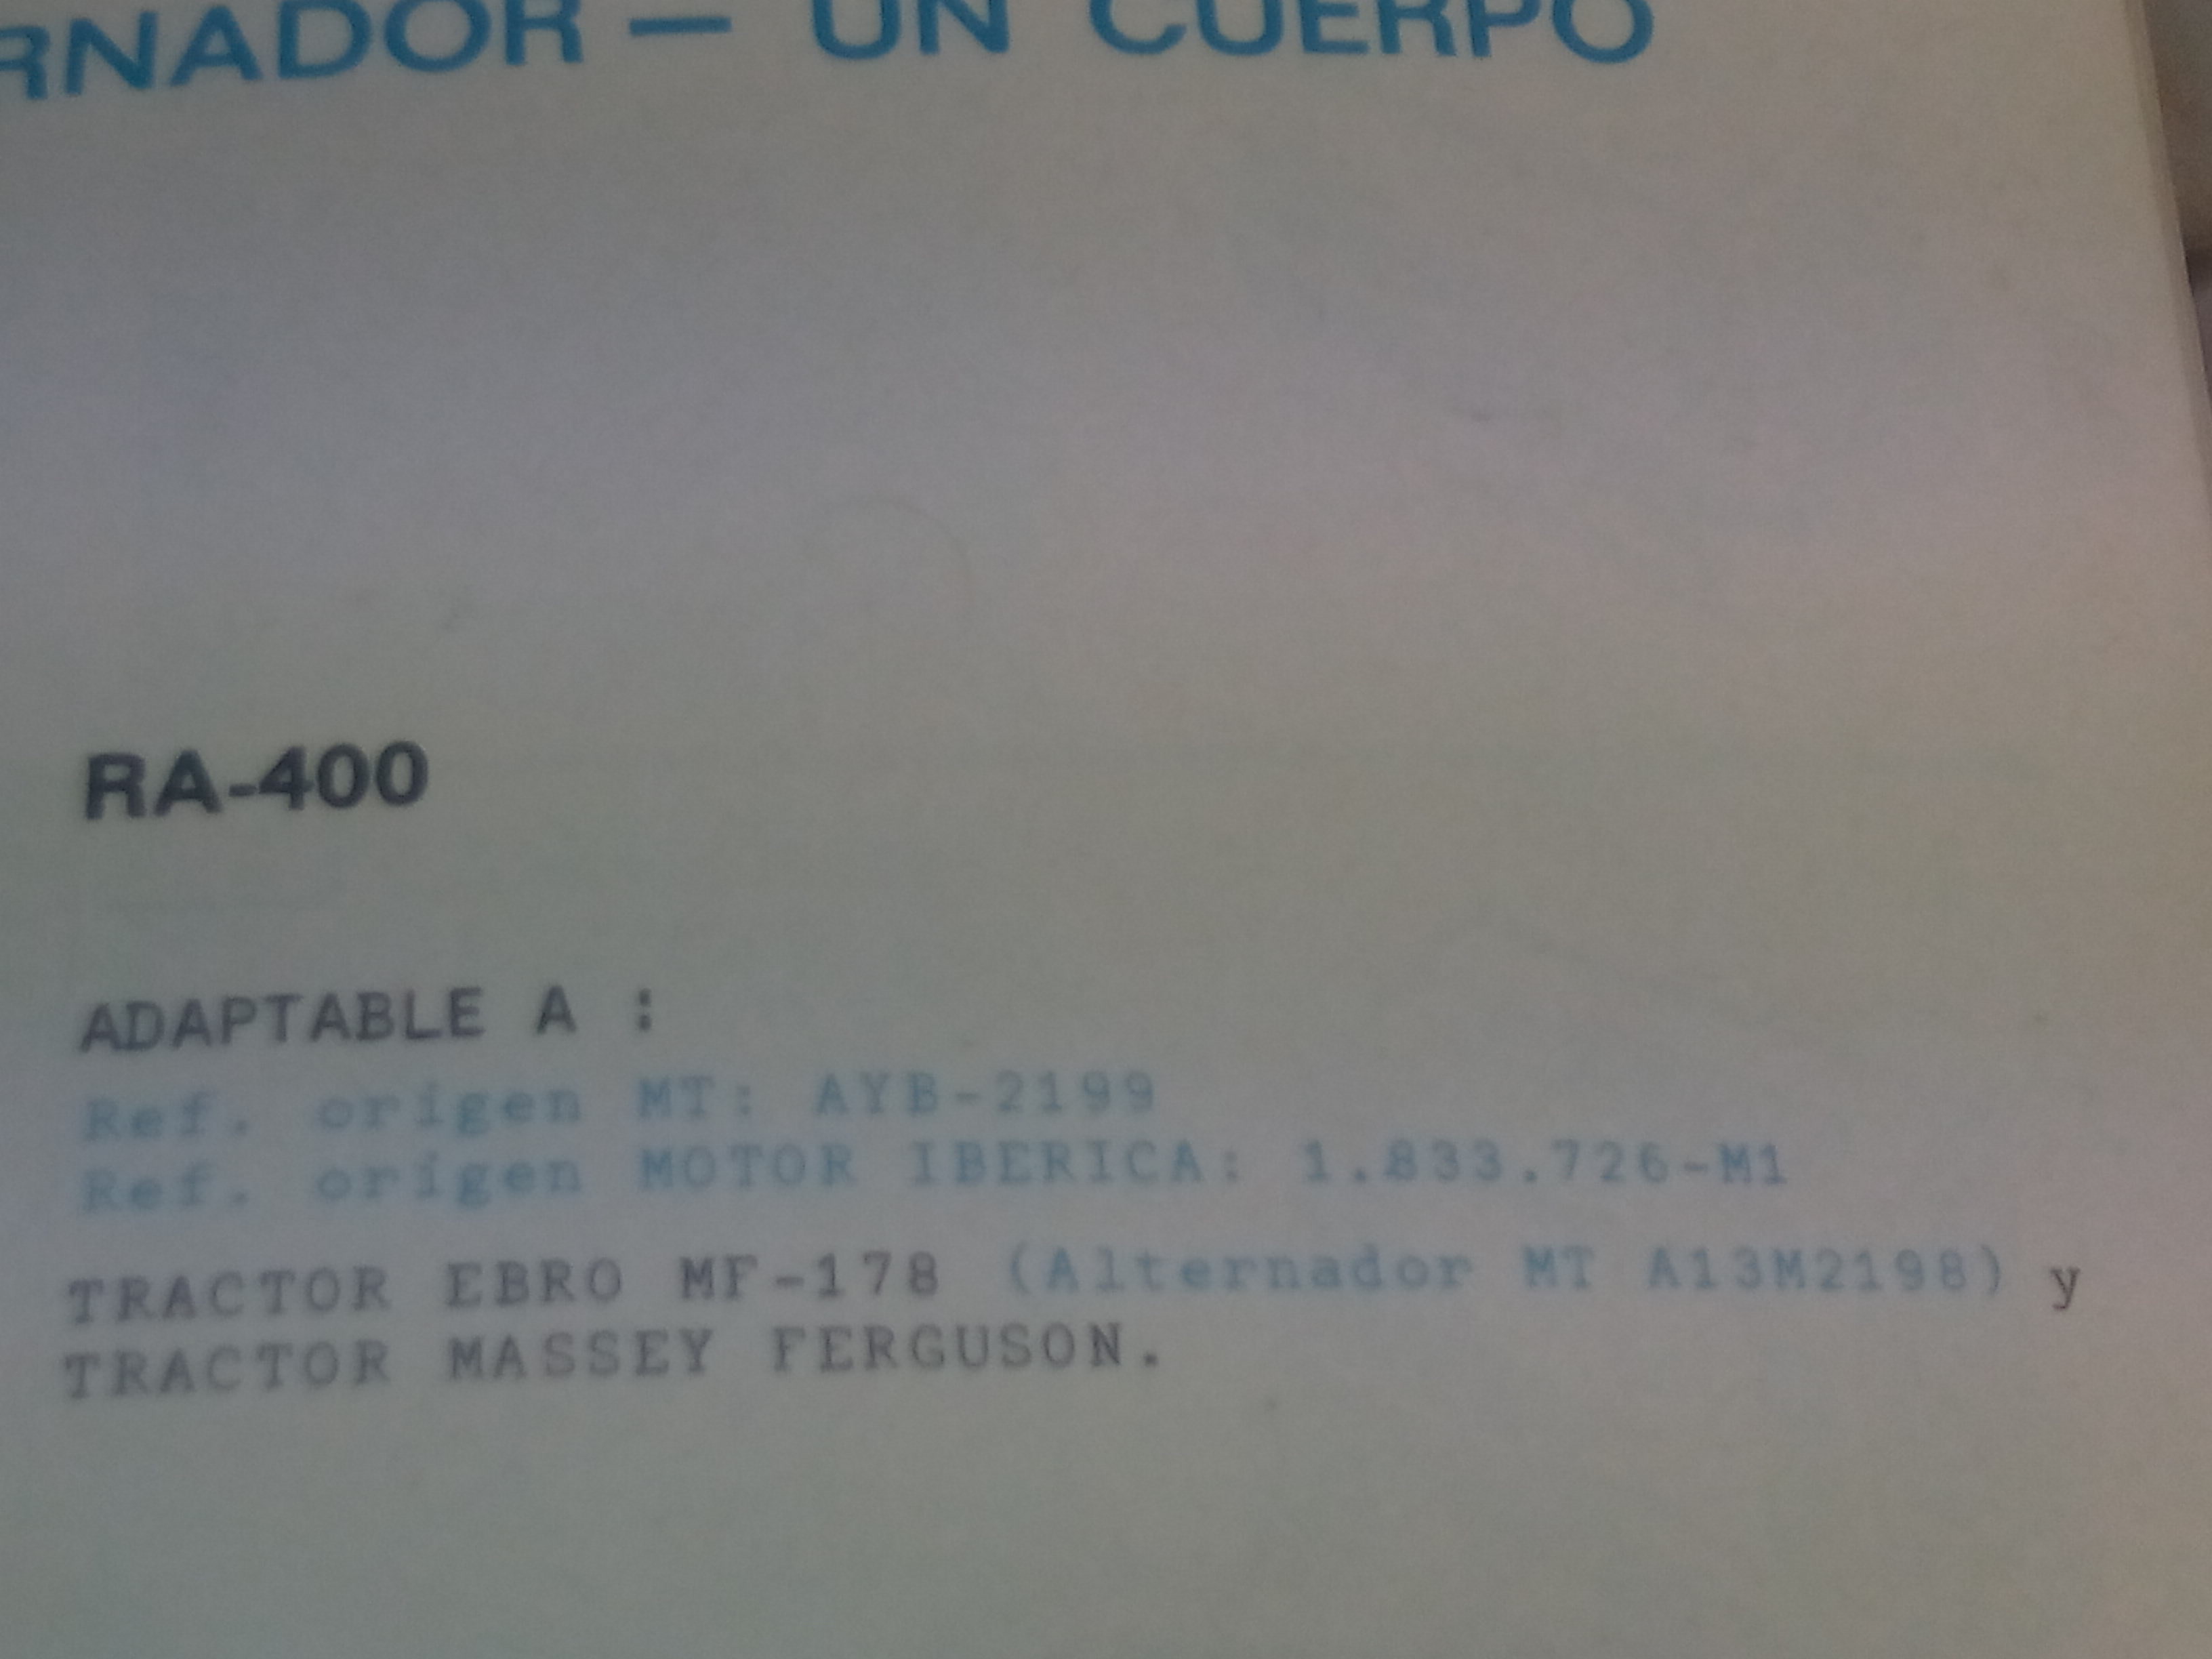 RNADOR — UN CUERPO
RA-400
ADAPTABLE A :
Ref. origen MT: AYB-2199
Ref. origen MOTOR IBERICA: 1.833.726-M1
TRACTOR EBRO MF-178 (Alternador MT A13M2198) y
TRACTOR MASSEY FERGUSON.